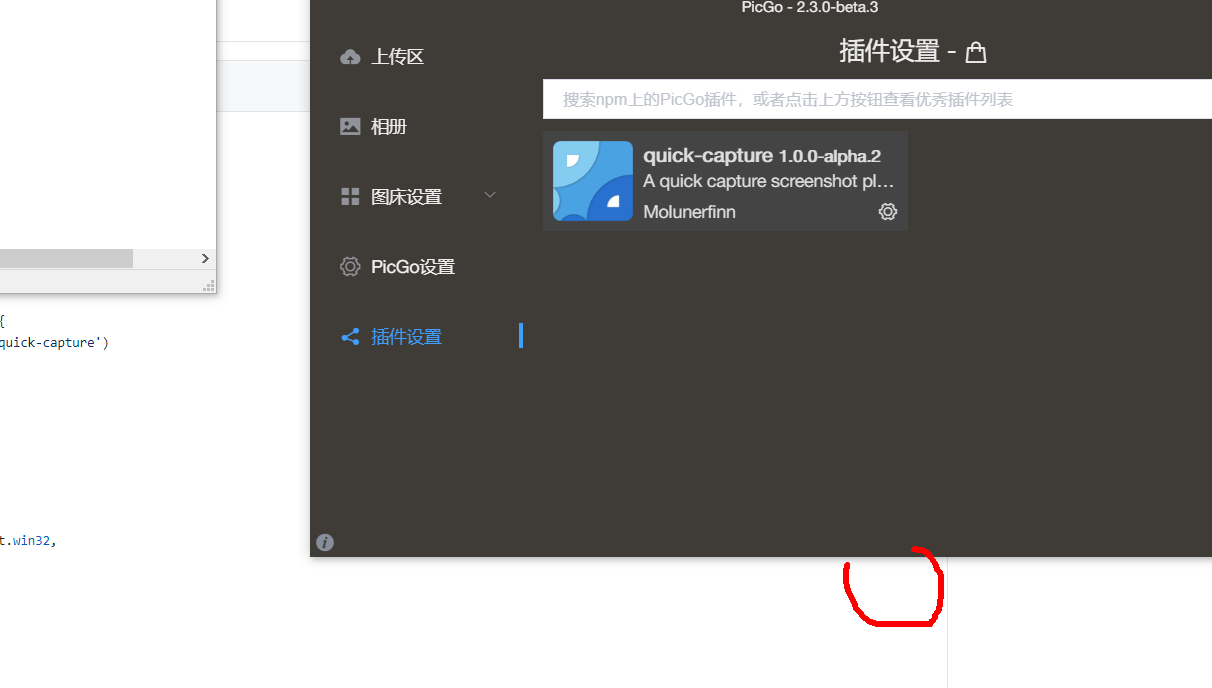 PicGo - 2.3.0-beta.3
上传区
插件设置 -
搜索npm上的PicGo插件，或者点击上方按钮查看优秀插件列表
相册
quick-capture 1.0.0-alpha.2
A quick capture screenshot pl...
图床设置
Molunerfinn
PicGo设置
{
quick-capture')
插件设置
t.win32,